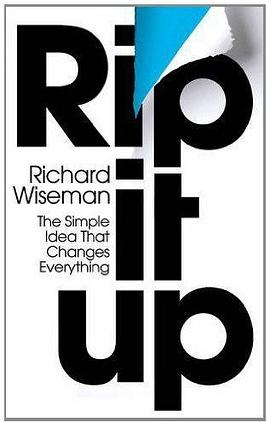 Rip
Richard
Wiseman
it
The Simple
Idea That
Changes
Everything
up